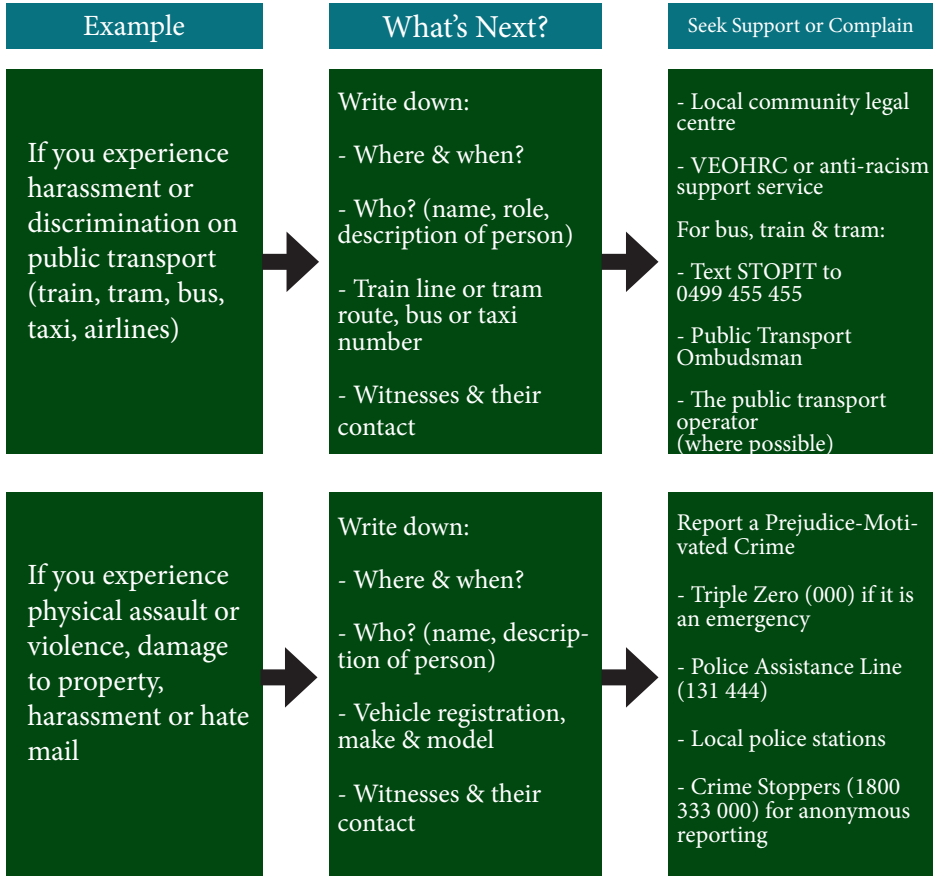 Example
What's Next?
Seek Support or Complain
If you experience
harassment or
discrimination on
public transport
(train, tram, bus,
taxi, airlines)
Write down:
- Where & when?
- Who? (name, role,
description of person)
- Train line or tram
route, bus or taxi
number
- Witnesses & their
contact
- Local community legal
centre
- VEOHRC or anti-racism
support service
For bus, train & tram:
- Text STOPIT to
0499 455 455
- Public Transport
Ombudsman
- The public transport
operator
(where possible)
If you experience
physical assault or
violence, damage
to property,
harassment or hate
mail
Write down:
- Where & when?
- Who? (name, descrip-
tion of person)
- Vehicle registration,
make & model
- Witnesses & their
contact
Report a Prejudice-Moti-
vated Crime
- Triple Zero (000) if it is
an emergency
- Police Assistance Line
(131 444)
- Local police stations
- Crime Stoppers (1800
333 000) for anonymous
reporting